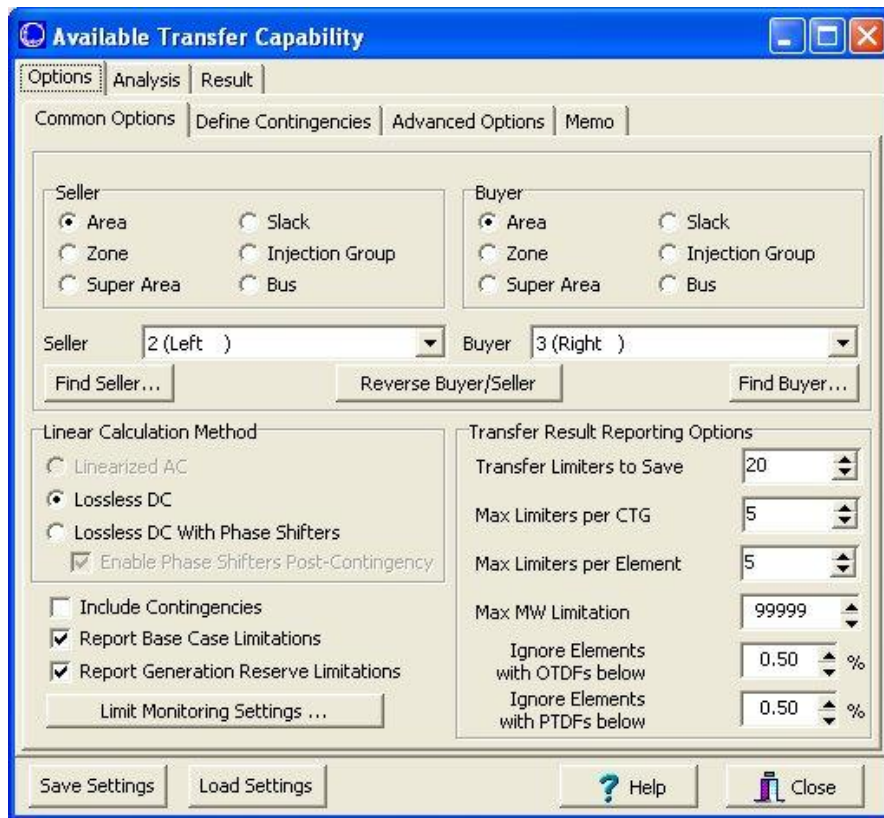 Available Transfer Capability
Options Analysis Result
Common Options Define Contingencies Advanced Options Memo
Seller
Area Slack
Zone Injection Group
Super Area Bus
Buyer
Area Slack
Zone Injection Group
Super Area Bus
Seller 2 (Left ) Buyer 3 (Right )
Find Seller... Reverse Buyer/Seller Find Buyer...
Linear Calculation Method
Linearized AC
Lossless DC
Lossless DC With Phase Shifters
Enable Phase Shifters Post-Contingency
Include Contingencies
Report Base Case Limitations
Report Generation Reserve Limitations
Limit Monitoring Settings ...
Transfer Result Reporting Options
Transfer Limiters to Save 20
Max Limiters per CTG 5
Max Limiters per Element 5
Max MW Limitation 99999
Ignore Elements
with OTDFs below 0.50 %
Ignore Elements
with PTDFs below 0.50 %
Save Settings Load Settings ? Help Close